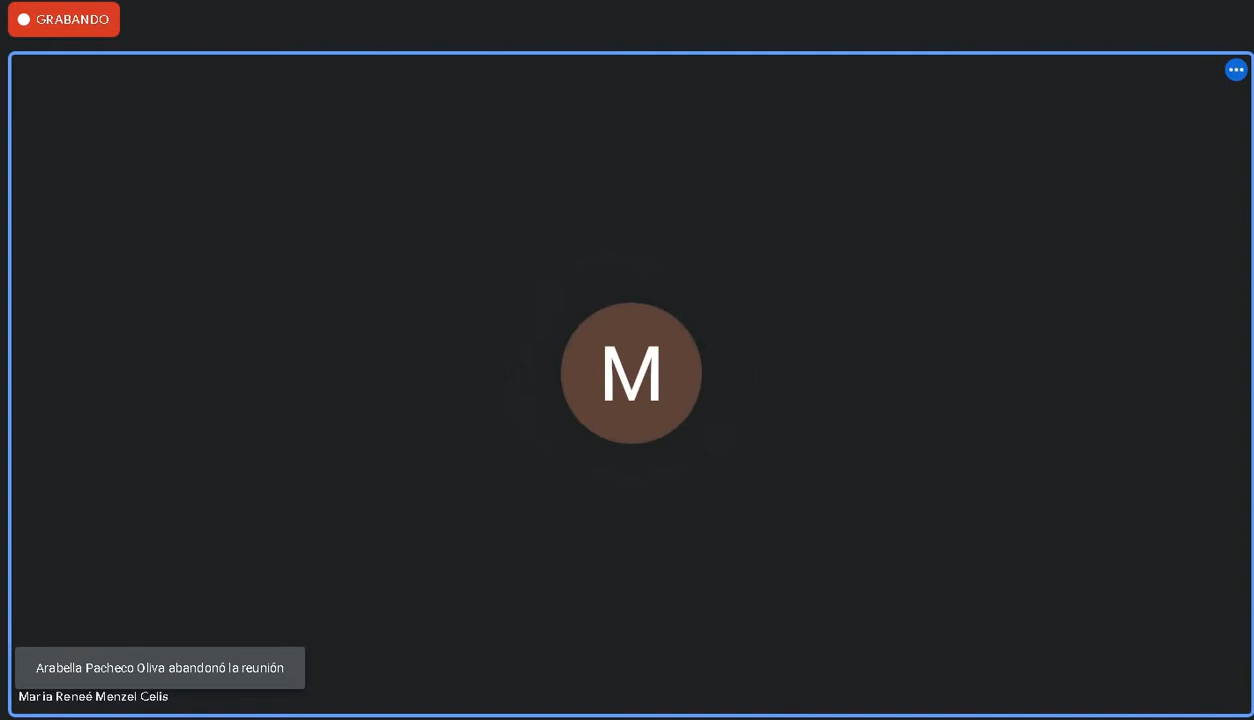 GRABANDO
M
Arabella Pacheco Oliva abandonó la reunión
María Reneé Menzel Celis